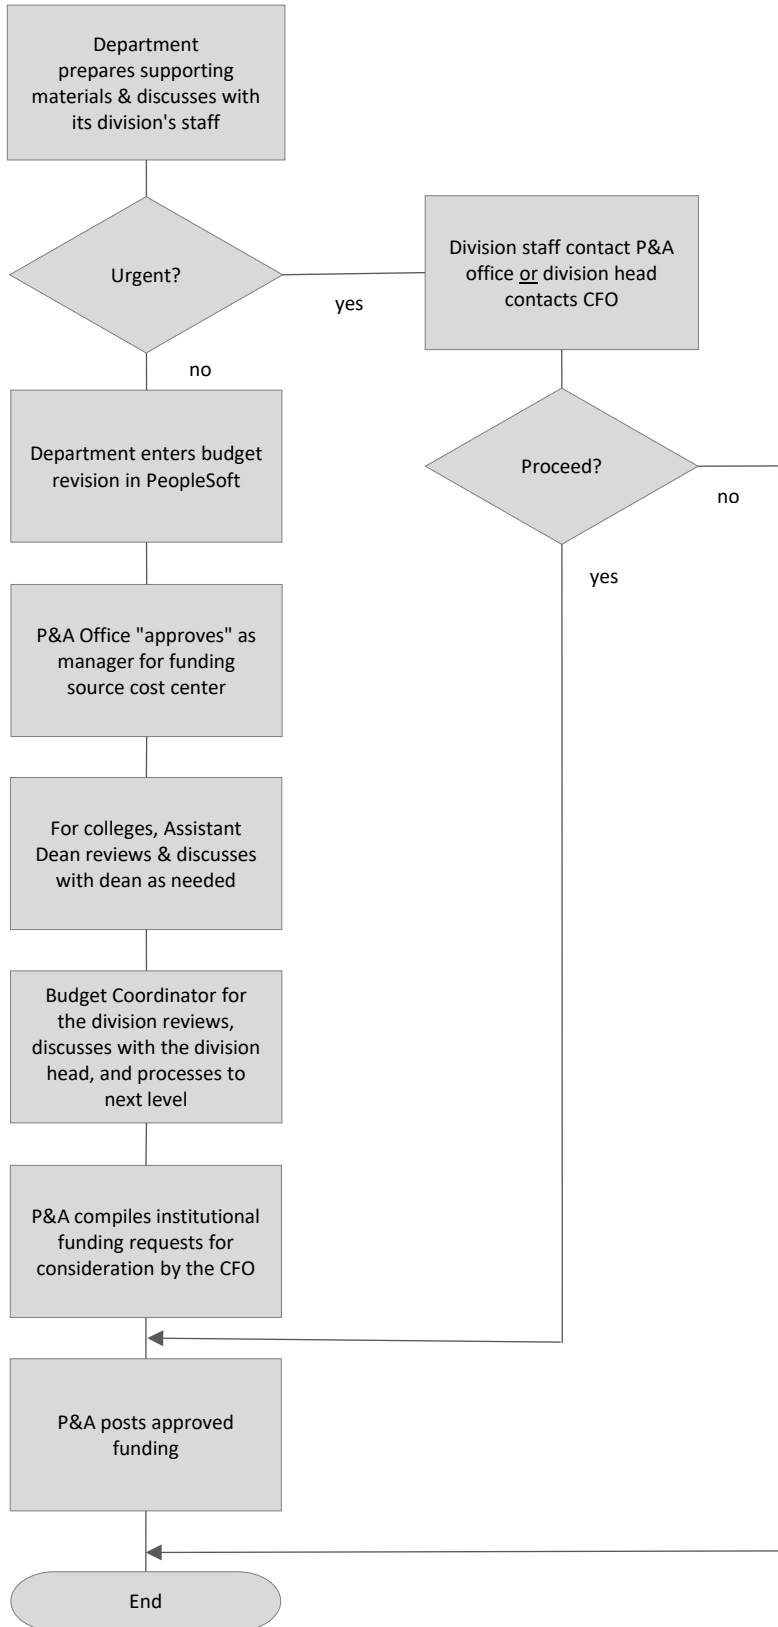 Department
prepares supporting
materials & discusses with
its division's staff
Urgent?
yes
Division staff contact P&A
office or division head
contacts CFO
no
Department enters budget
revision in PeopleSoft
Proceed?
no
yes
P&A Office "approves" as
manager for funding
source cost center
For colleges, Assistant
Dean reviews & discusses
with dean as needed
Budget Coordinator for
the division reviews,
discusses with the division
head, and processes to
next level
P&A compiles institutional
funding requests for
consideration by the CFO
P&A posts approved
funding
End